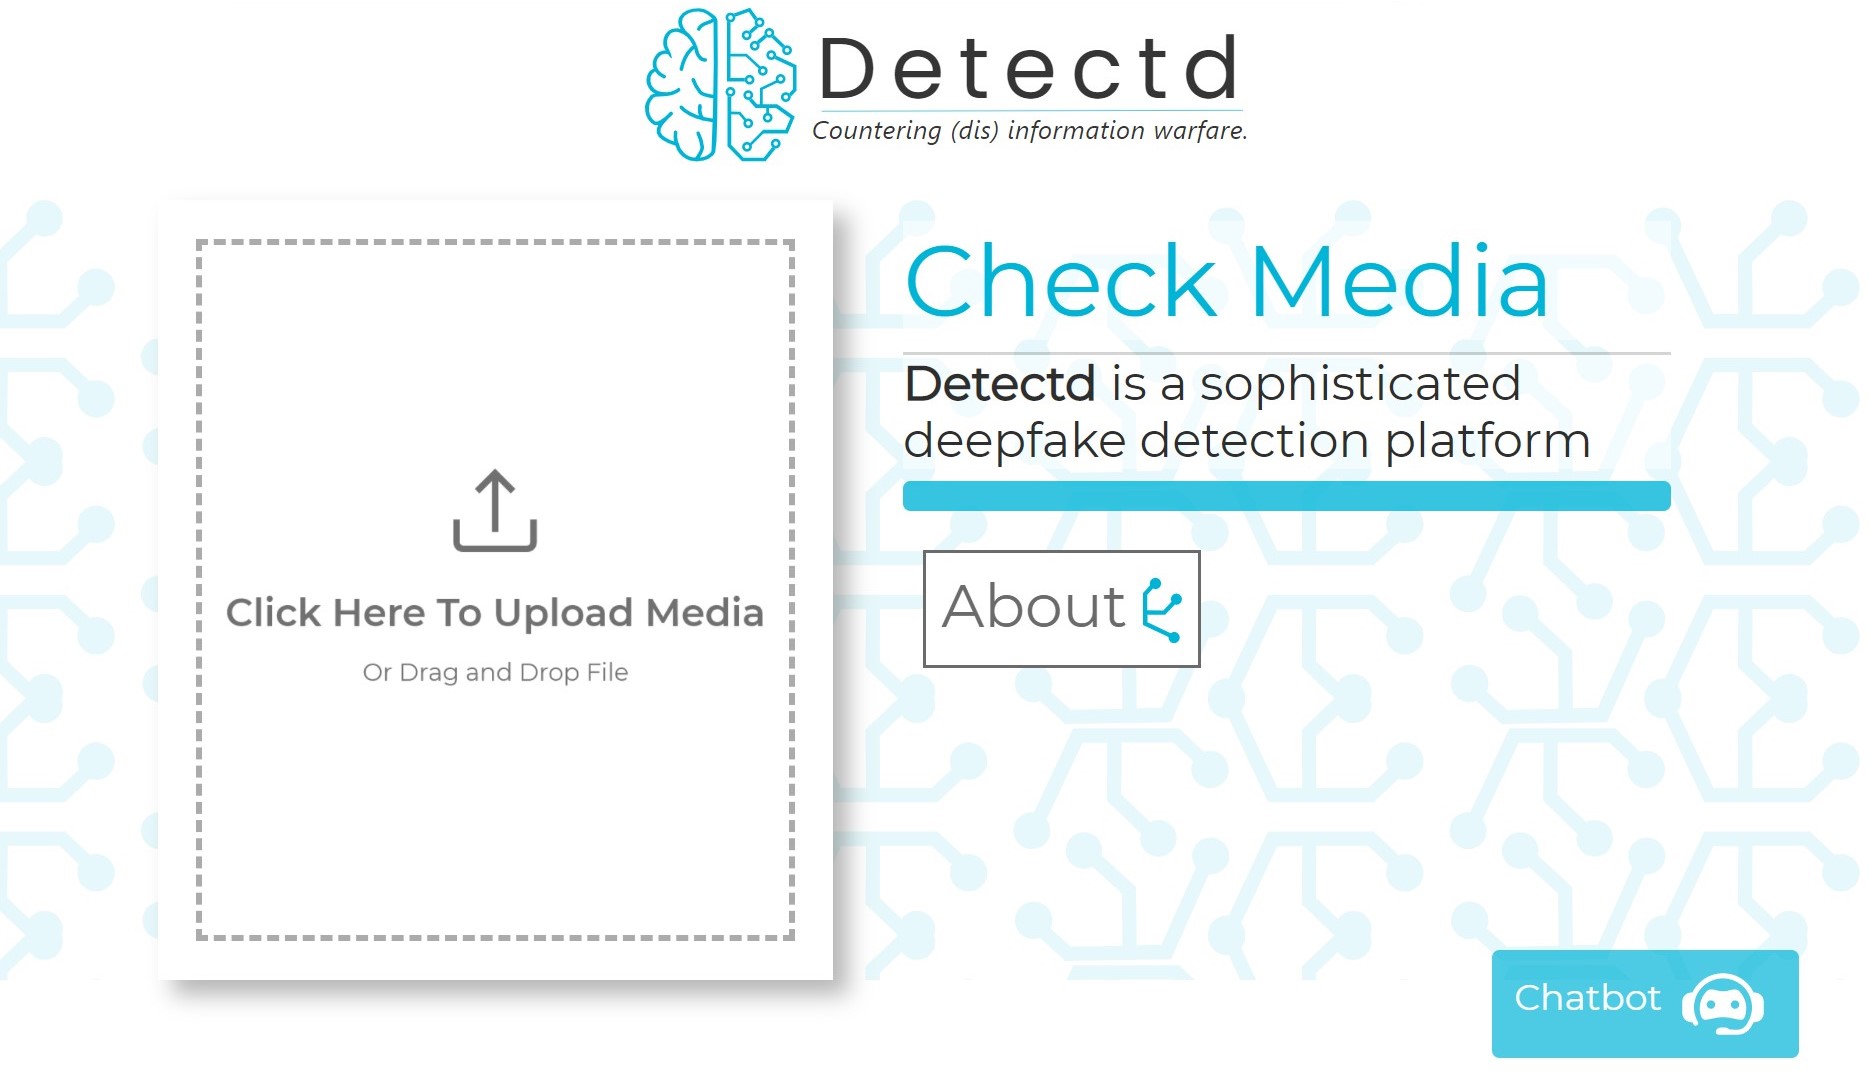 Detectd
Countering (dis) information warfare.
Check Media
Detectd is a sophisticated
deepfake detection platform
Click Here To Upload Media
Or Drag and Drop File
About
Chatbot